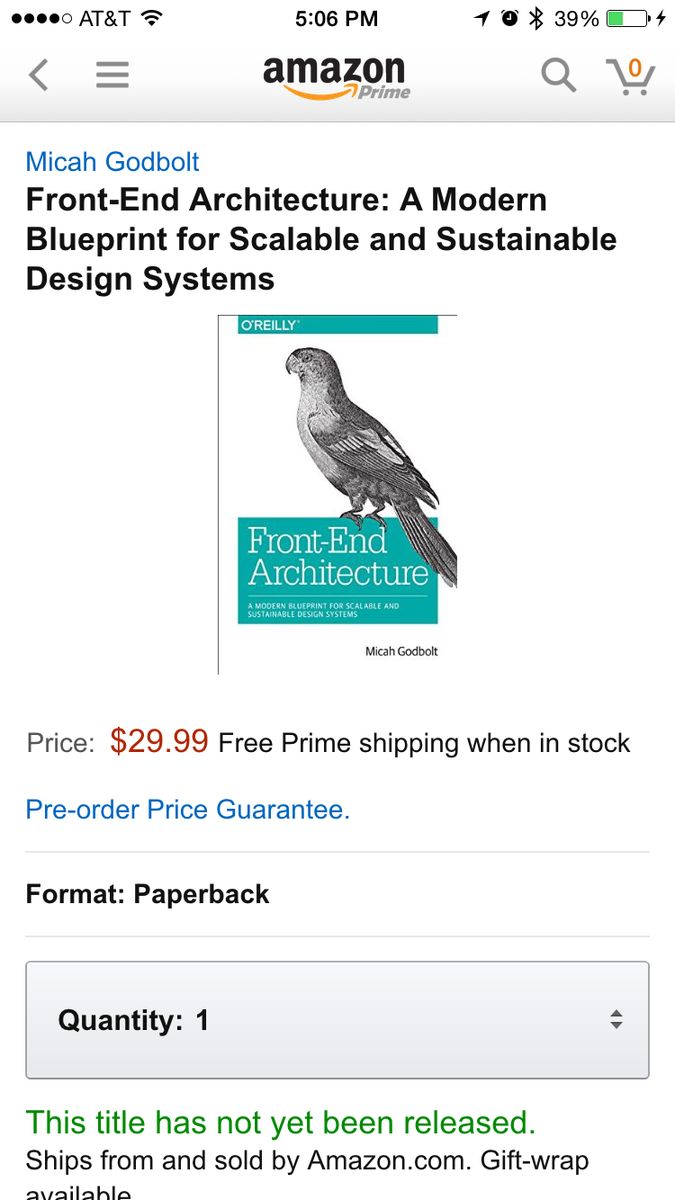 AT&T 5:06 PM 39%
amazon
Prime
0
Micah Godbolt
Front-End Architecture: A Modern
Blueprint for Scalable and Sustainable
Design Systems
O'REILLY®
Front-End
Architecture
A MODERN BLUEPRINT FOR SCALABLE AND
SUSTAINABLE DESIGN SYSTEMS
Micah Godbolt
Price: $29.99 Free Prime shipping when in stock
Pre-order Price Guarantee.
Format: Paperback
Quantity: 1
This title has not yet been released.
Ships from and sold by Amazon.com. Gift-wrap
available